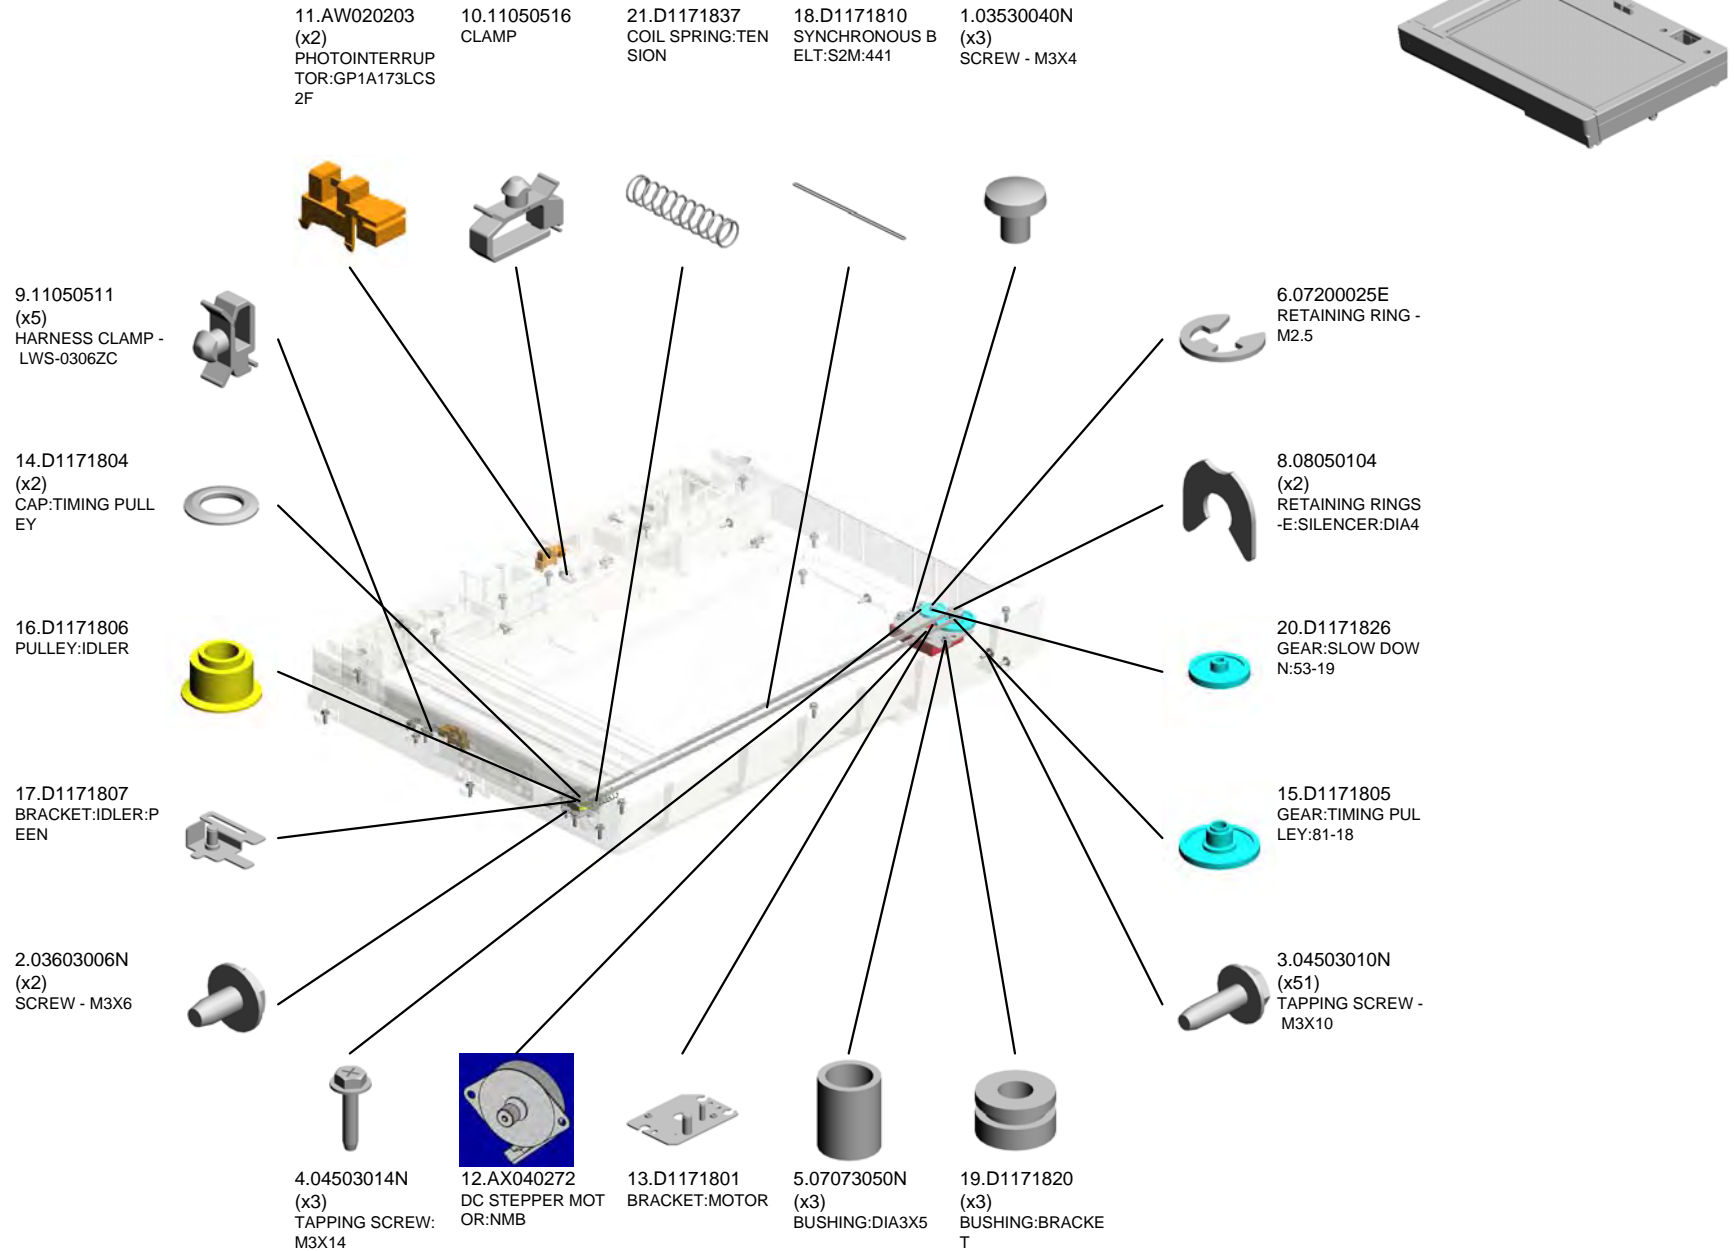 11.AW020203
(x2)
PHOTOINTERRUP
TOR:GP1A173LCS
2F
10.11050516
CLAMP
21.D1171837
COIL SPRING:TEN
SION
18.D1171810
SYNCHRONOUS B
ELT:S2M:441
1.03530040N
(x3)
SCREW - M3X4
9.11050511
(x5)
HARNESS CLAMP -
LWS-0306ZC
6.07200025E
RETAINING RING -
M2.5
14.D1171804
(x2)
CAP:TIMING PULL
EY
8.08050104
(x2)
RETAINING RINGS
-E:SILENCER:DIA4
16.D1171806
PULLEY:IDLER
20.D1171826
GEAR:SLOW DOW
N:53-19
17.D1171807
BRACKET:IDLER:P
EEN
15.D1171805
GEAR:TIMING PUL
LEY:81-18
2.03603006N
(x2)
SCREW - M3X6
3.04503010N
(x51)
TAPPING SCREW -
M3X10
4.04503014N
(x3)
TAPPING SCREW:
M3X14
12.AX040272
DC STEPPER MOT
OR:NMB
13.D1171801
BRACKET:MOTOR
5.07073050N
(x3)
BUSHING:DIA3X5
19.D1171820
(x3)
BUSHING:BRACKE
T